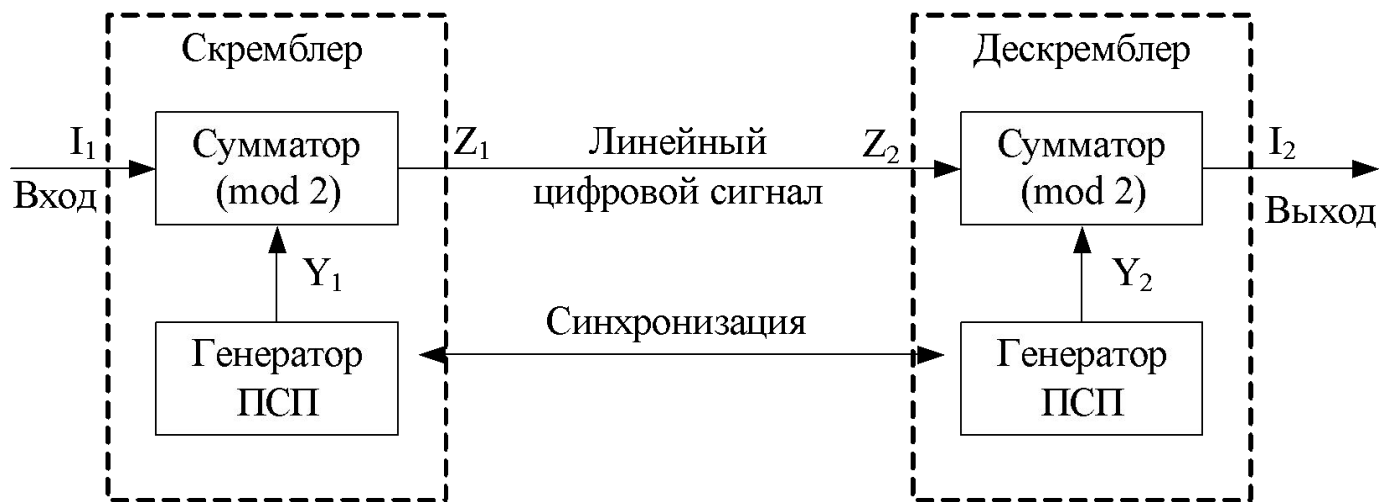 Скремблер
Дескремблер
I₁
Вход
Сумматор
(mod 2)
Z₁
Линейный
цифровой сигнал
Z₂
Сумматор
(mod 2)
I₂
Выход
Y₁
Y₂
Синхронизация
Генератор
ПСП
Генератор
ПСП